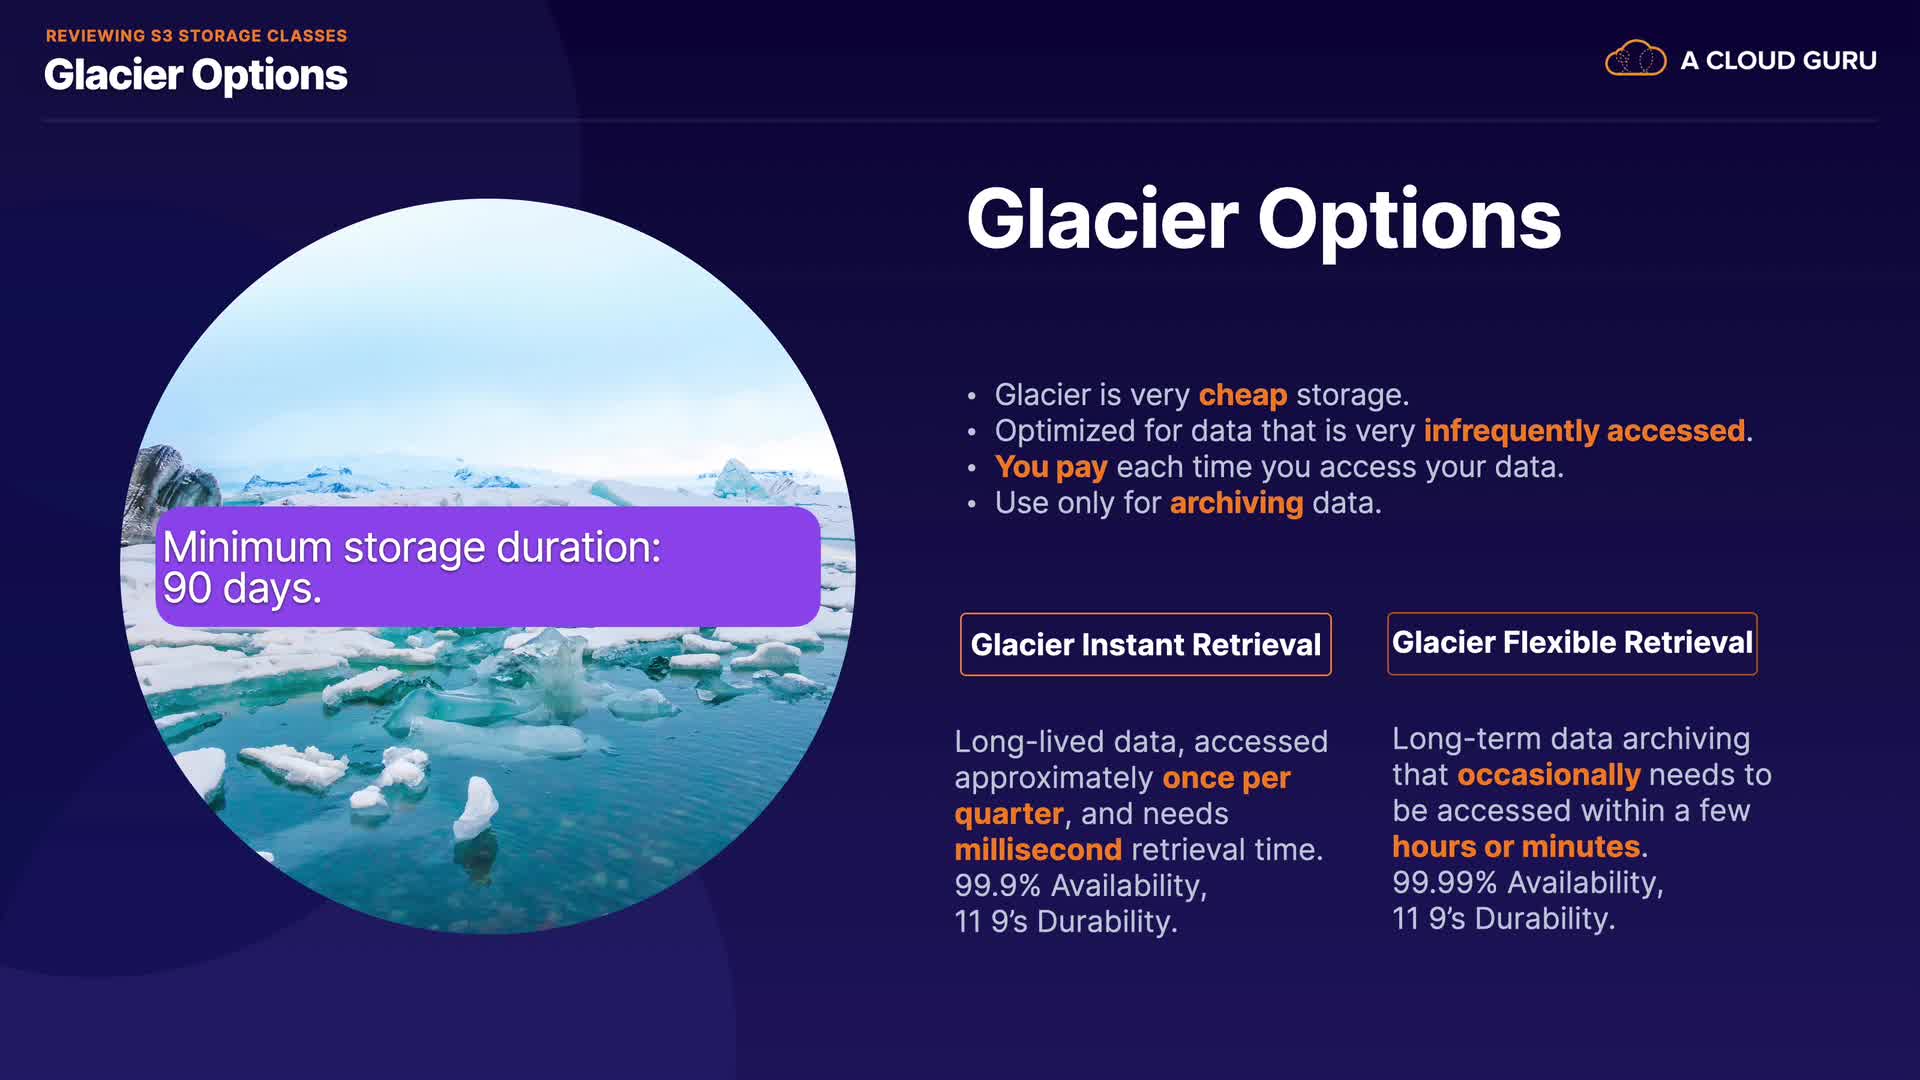 REVIEWING S3 STORAGE CLASSES
Glacier Options
A CLOUD GURU
Glacier Options
• Glacier is very cheap storage.
• Optimized for data that is very infrequently accessed.
• You pay each time you access your data.
• Use only for archiving data.
Minimum storage duration:
90 days.
Glacier Instant Retrieval
Long-lived data, accessed
approximately once per
quarter, and needs
millisecond retrieval time.
99.9% Availability,
11 9’s Durability.
Glacier Flexible Retrieval
Long-term data archiving
that occasionally needs to
be accessed within a few
hours or minutes.
99.99% Availability,
11 9’s Durability.